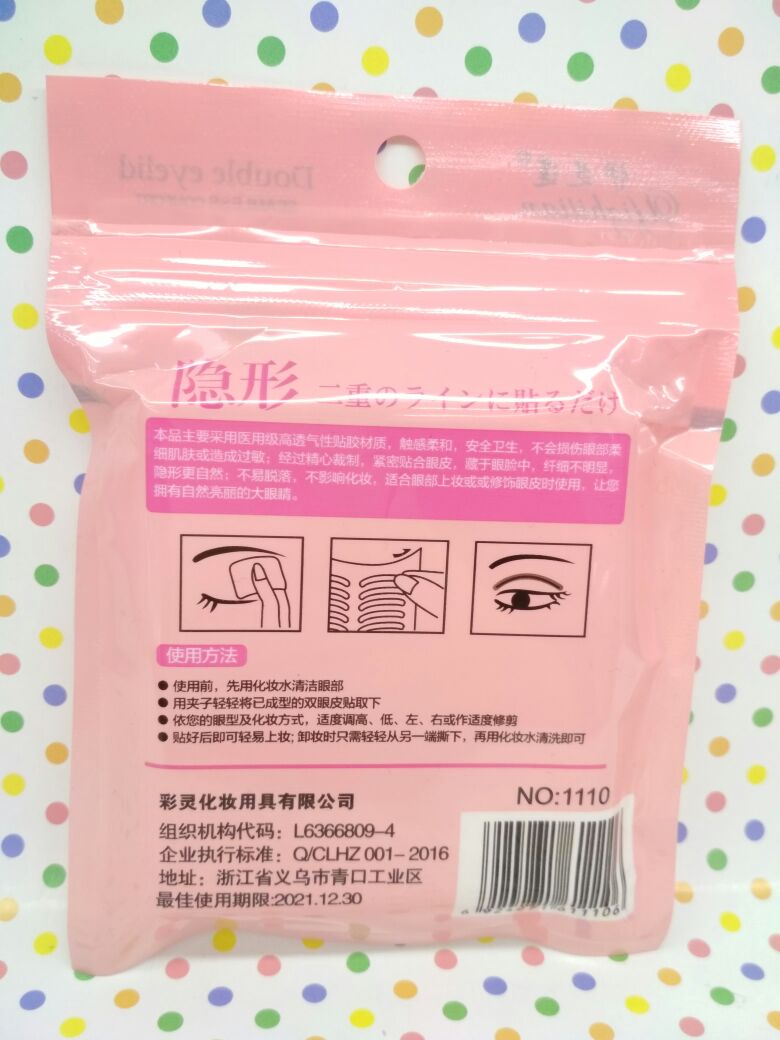 Double eyelid
隐形 二重のラインに貼るだけ
本品主要采用医用级高透气性贴胶材质，触感柔和，安全卫生，不会损伤眼部柔
细肌肤或造成过敏；经过精心裁制，紧密贴合眼皮，藏于眼睑中，纤细不明显，
隐形更自然；不易脱落，不影响化妆，适合眼部上妆或或修饰眼皮时使用，让您
拥有自然亮丽的大眼睛。
使用方法
● 使用前，先用化妆水清洁眼部
● 用夹子轻轻将已成型的双眼皮贴取下
● 依您的眼型及化妆方式，适度调高、低、左、右或作适度修剪
● 贴好后即可轻易上妆；卸妆时只需轻轻从另一端撕下，再用化妆水清洗即可
彩灵化妆用具有限公司
NO:1110
组织机构代码：L6366809-4
企业执行标准：Q/CLHZ 001-2016
地址：浙江省义乌市青口工业区
最佳使用期限:2021.12.30